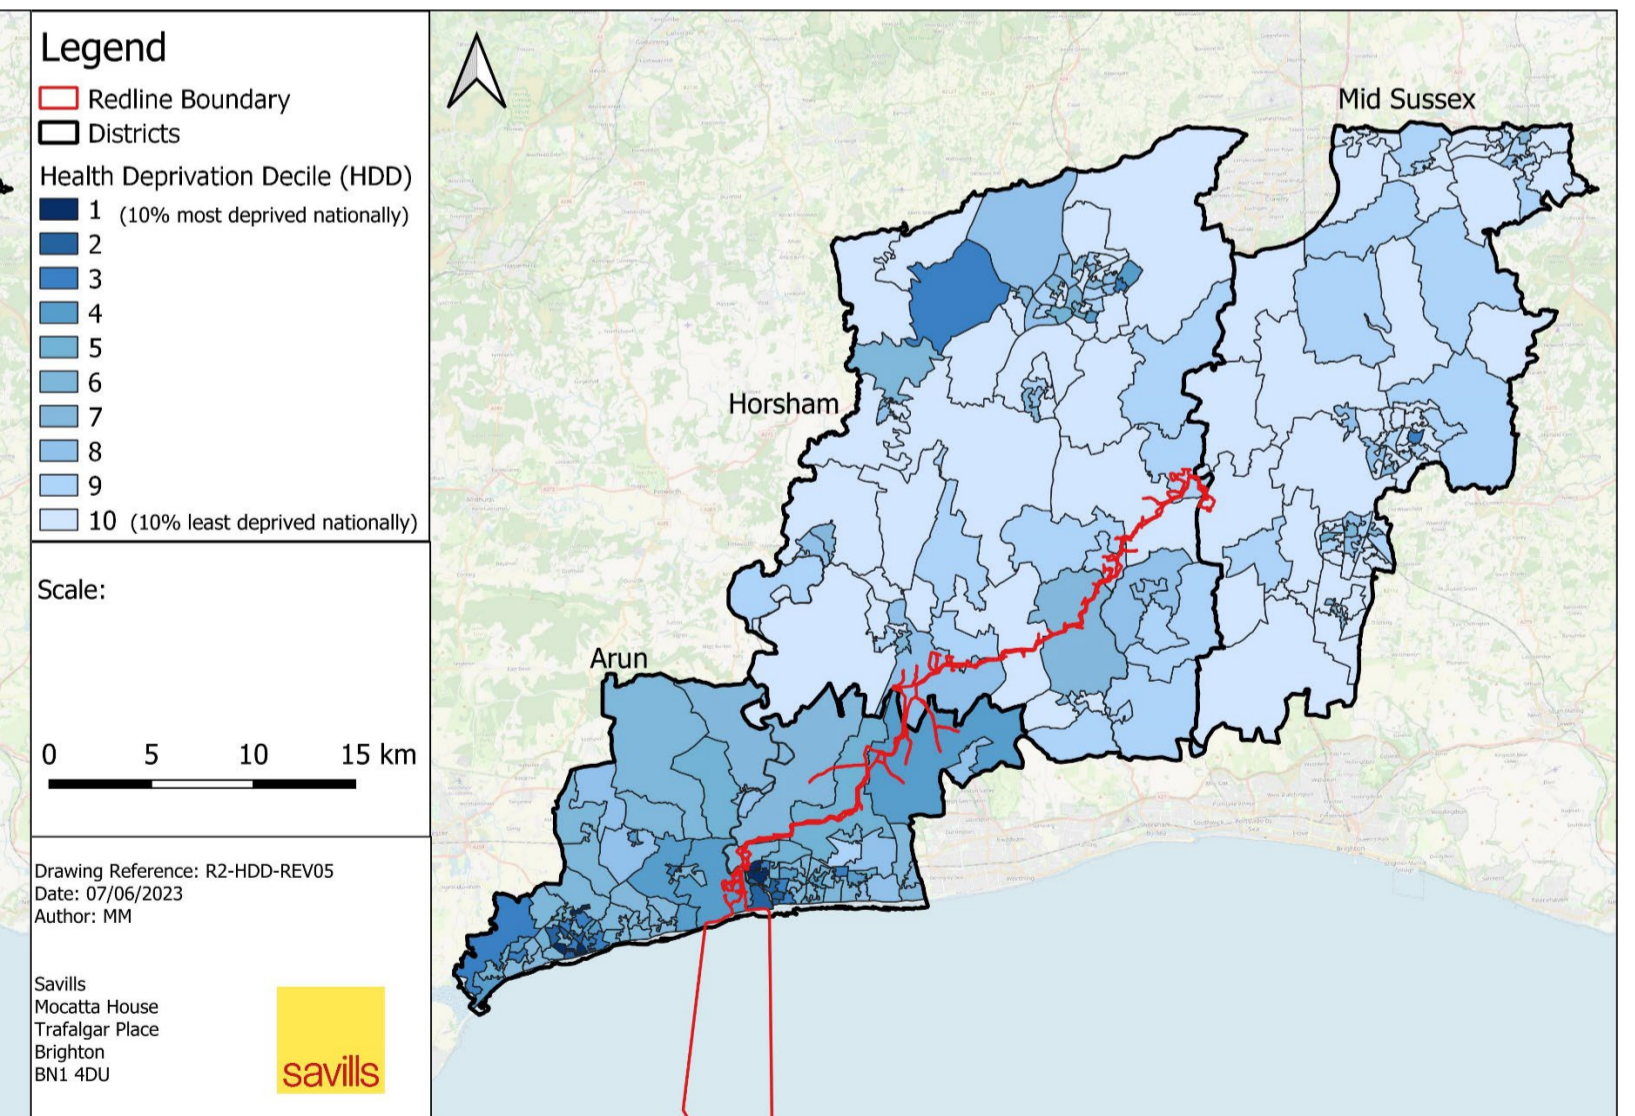 Legend
Redline Boundary
Districts
Health Deprivation Decile (HDD)
1 (10% most deprived nationally)
2
3
4
5
6
7
8
9
10 (10% least deprived nationally)
Scale:
0 5 10 15 km
Drawing Reference: R2-HDD-REV05
Date: 07/06/2023
Author: MM
Savills
Mocatta House
Trafalgar Place
Brighton
BN1 4DU
savills
Mid Sussex
Horsham
Arun